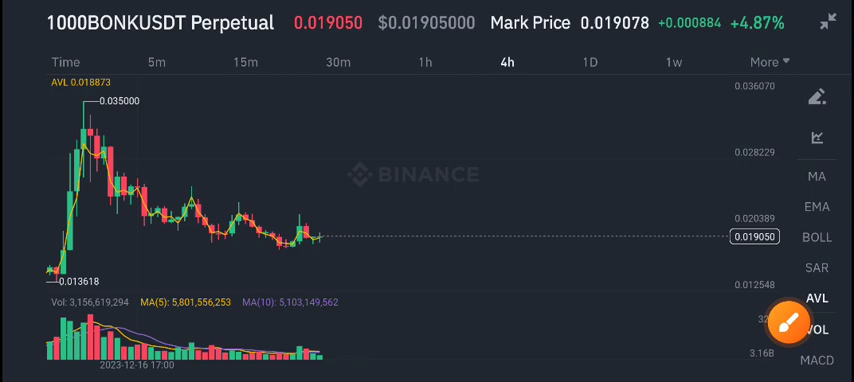 1000BONKUSDT Perpetual 0.019050 $0.01905000 Mark Price 0.019078 +0.000884 +4.87%
Time 5m 15m 30m 1h 4h 1D 1w More
AVL 0.018873
0.036070
0.035000
0.028229
BINANCE
MA
EMA
0.020389
0.019050
BOLL
SAR
0.013618
0.012548
Vol: 3,156,619,294 MA(5): 5,801,556,253 MA(10): 5,103,149,562
AVL
VOL
3.16B
MACD
2023-12-16 17:00